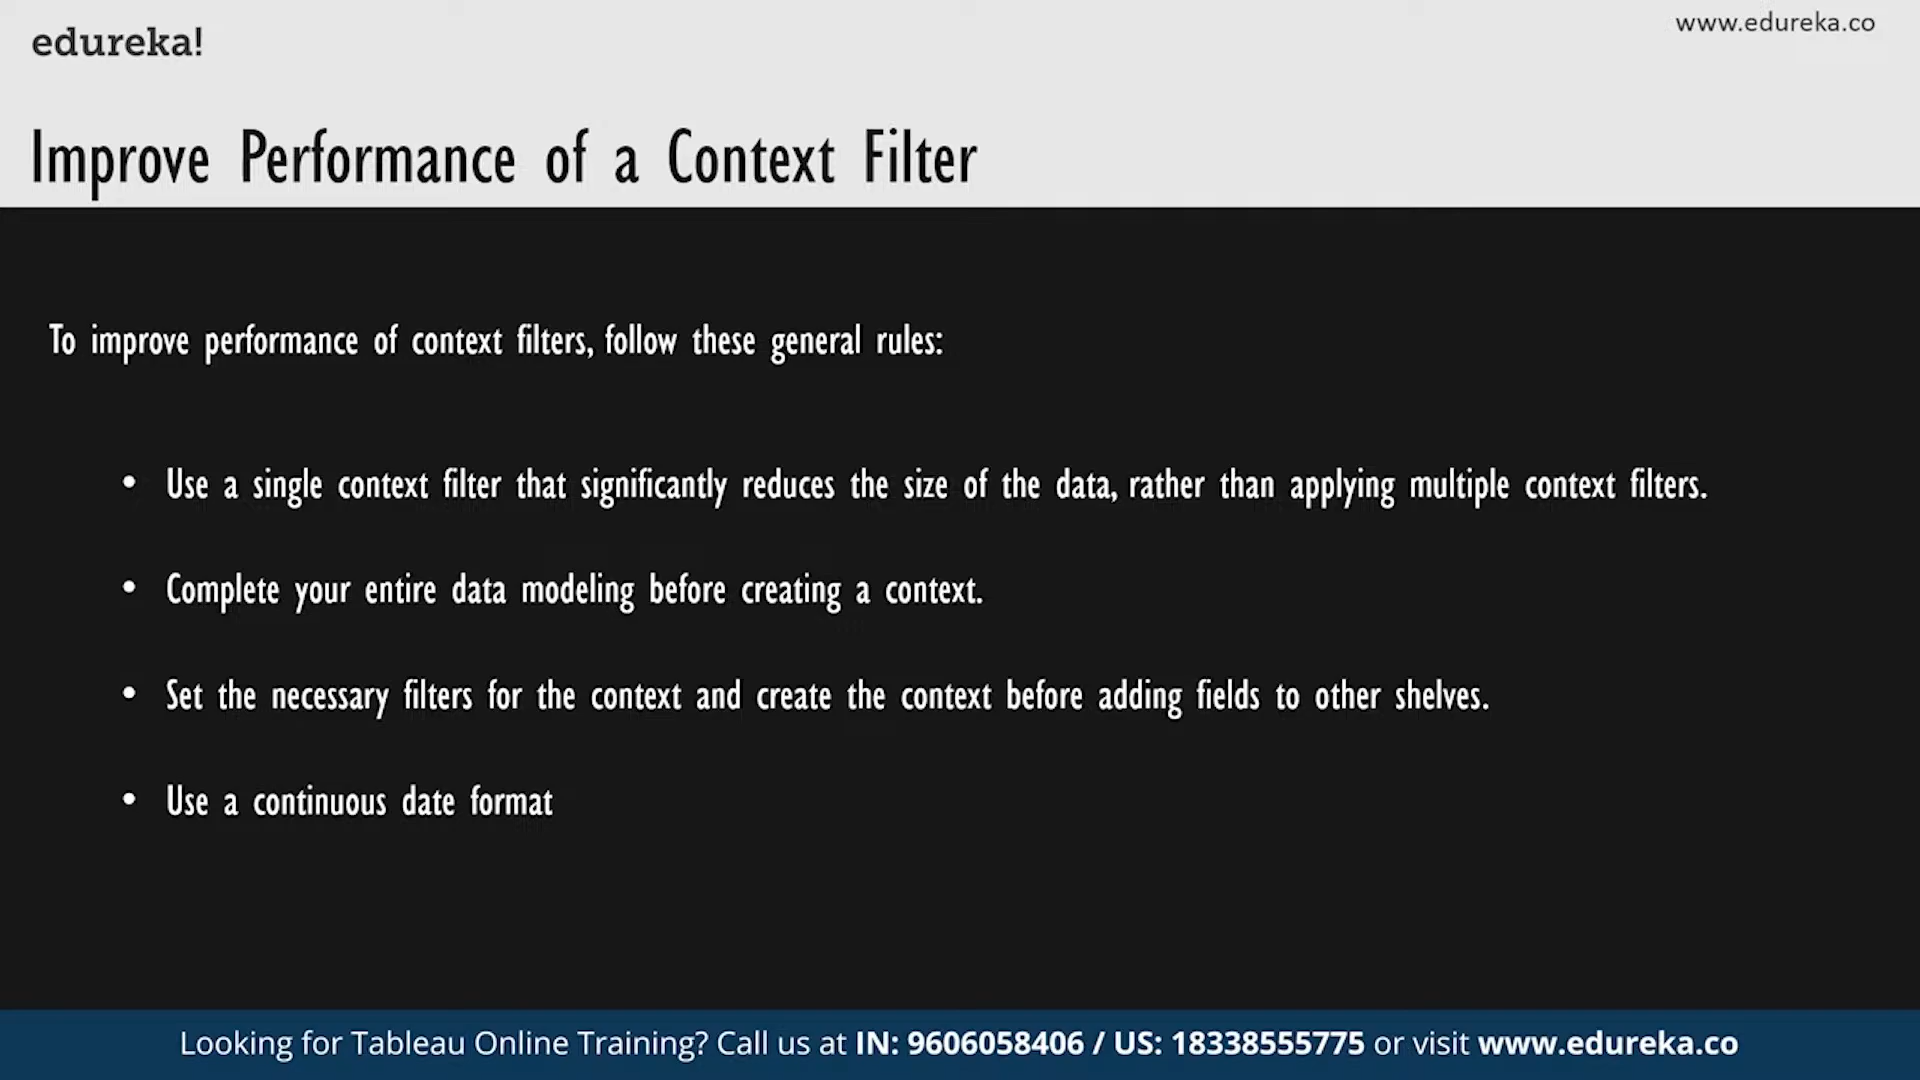 edureka!
www.edureka.co
Improve Performance of a Context Filter
To improve performance of context filters, follow these general rules:
• Use a single context filter that significantly reduces the size of the data, rather than applying multiple context filters.
• Complete your entire data modeling before creating a context.
• Set the necessary filters for the context and create the context before adding fields to other shelves.
• Use a continuous date format
Looking for Tableau Online Training? Call us at IN: 9606058406 / US: 18338555775 or visit www.edureka.co